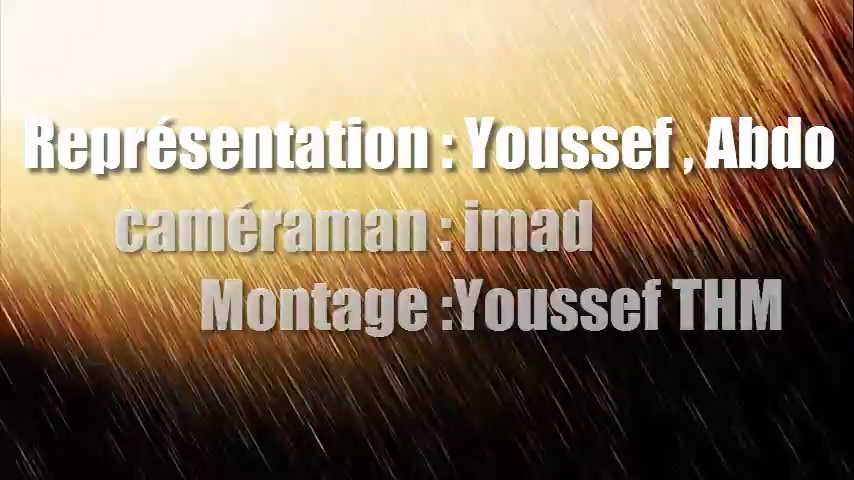 Représentation : Youssef , Abdo
caméraman : imad
Montage :Youssef THM